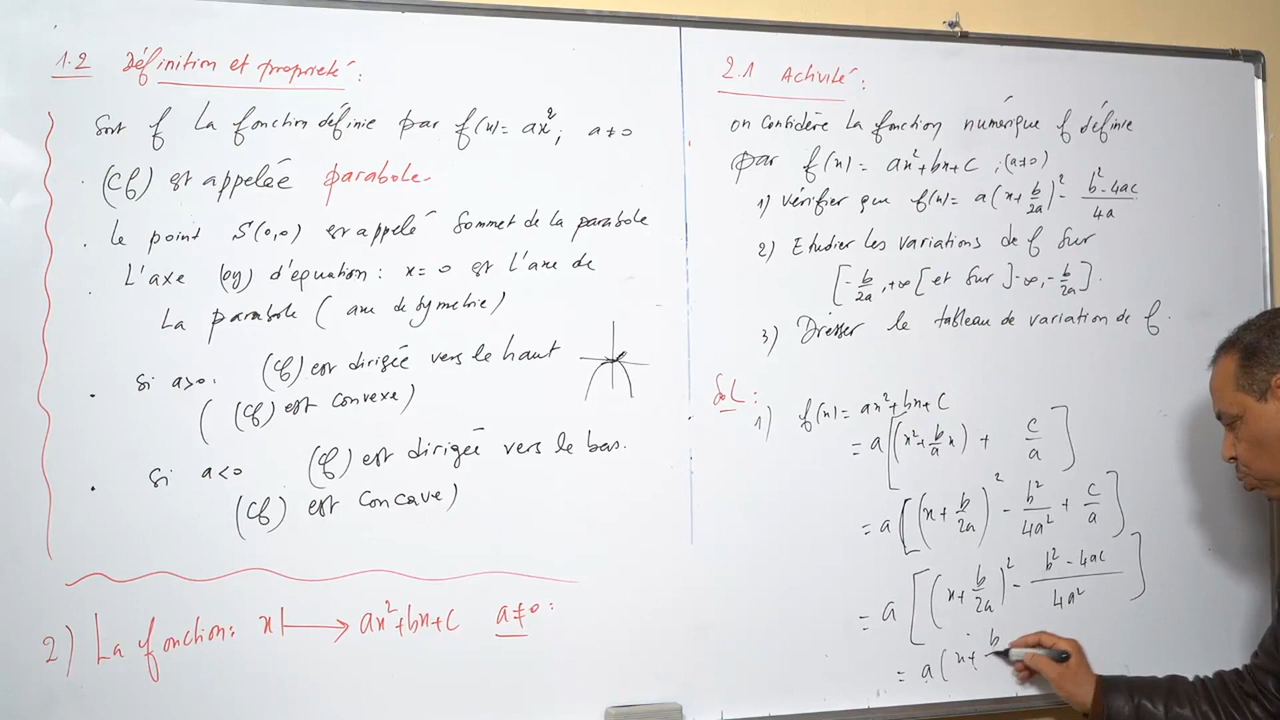 1.2 Définition et proprieté:
Soit f La fonction définie par f(x)= ax²; a≠0
. (Cf) est appelée parabole.
. Le point S(0,0) est appelé Sommet de la parabole
. L'axe (oy) d'équation: x=0 est l'axe de
La parabole (axe de symetrie)
. Si a>0. (Cf) est dirigée vers le haut
( (Cf) est convexe)
. Si a<0 (Cf) est dirigée vers le bas.
(Cf) est Concave)
2) La fonction: x ⟼ ax²+bx+c a≠0:
2.1 Activité:
on Considère La fonction numérique f définie
par f(x)= ax²+bx+C ;(a≠0)
1) Vérifier que f(x)= a(x+b/2a)² - b²-4ac/4a
2) Etudier les variations de f Sur
[-b/2a,+∞[ et Sur ]-∞,-b/2a].
3) Dresser le tableau de variation de f.
Sol:
1) f(x)= ax²+bx+C
= a[(x²+b/a x) + c/a]
= a[(x+b/2a)² - b²/4a² + c/a]
= a[(x+b/2a)² - b²-4ac/4a²]
= a(x+b